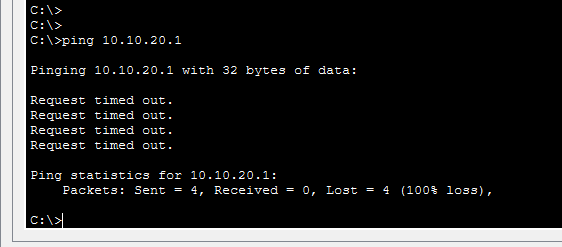 C:\>
C:\>
C:\>ping 10.10.20.1
Pinging 10.10.20.1 with 32 bytes of data:
Request timed out.
Request timed out.
Request timed out.
Request timed out.
Ping statistics for 10.10.20.1:
    Packets: Sent = 4, Received = 0, Lost = 4 (100% loss),
C:\>